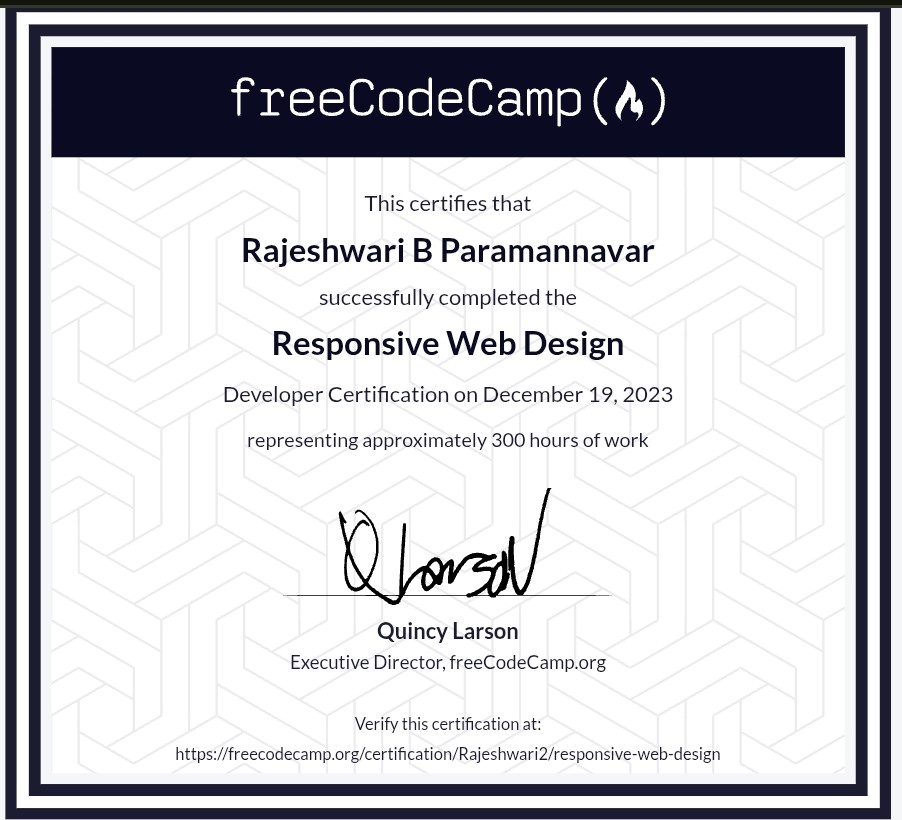 freeCodeCamp(🔥)
This certifies that
Rajeshwari B Paramannavar
successfully completed the
Responsive Web Design
Developer Certification on December 19, 2023
representing approximately 300 hours of work
QLarson
Quincy Larson
Executive Director, freeCodeCamp.org
Verify this certification at:
https://freecodecamp.org/certification/Rajeshwari2/responsive-web-design